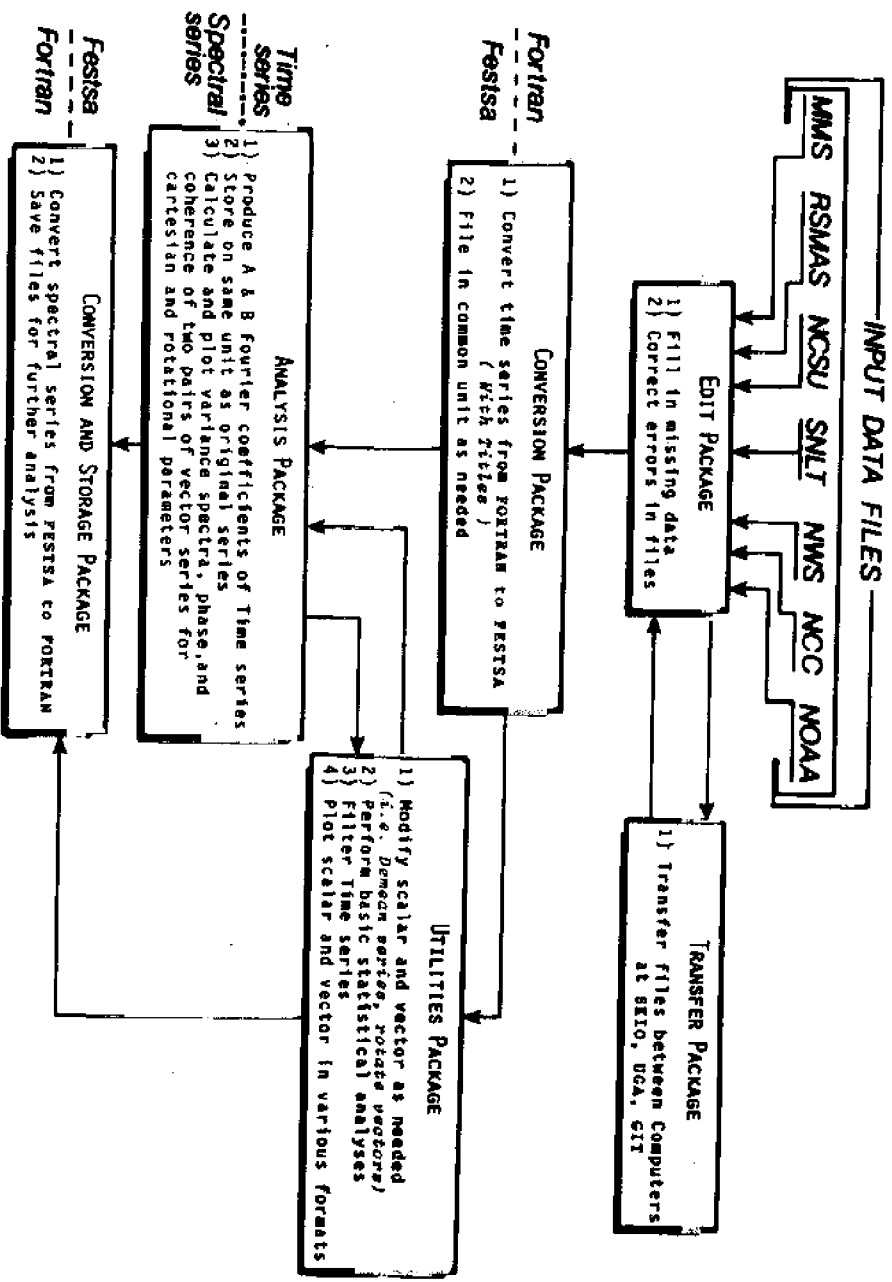 INPUT DATA FILES
MMS RSMAS NCSU SNLT NWS NCC NOAA
EDIT PACKAGE
1) Fill in missing data
2) Correct errors in files
TRANSFER PACKAGE
1) Transfer files between Computers
at SKIO, UGA, GIT
Fortran
Festsa
CONVERSION PACKAGE
1) Convert time series from FORTRAN to FESTSA
( With Titles )
2) File in common unit as needed
UTILITIES PACKAGE
1) Modify scalar and vector as needed
(i.e. Demean series, rotate vectors)
2) Perform basic statistical analyses
3) Filter Time series
4) Plot scalar and vector in various formats
Time
series
Spectral
series
ANALYSIS PACKAGE
1) Produce A & B Fourier coefficients of Time series
2) Store on same unit as original series
3) Calculate and plot variance spectra, phase, and
coherence of two pairs of vector series for
cartesian and rotational parameters
Festsa
Fortran
CONVERSION AND STORAGE PACKAGE
1) Convert spectral series from FESTSA to FORTRAN
2) Save files for further analysis